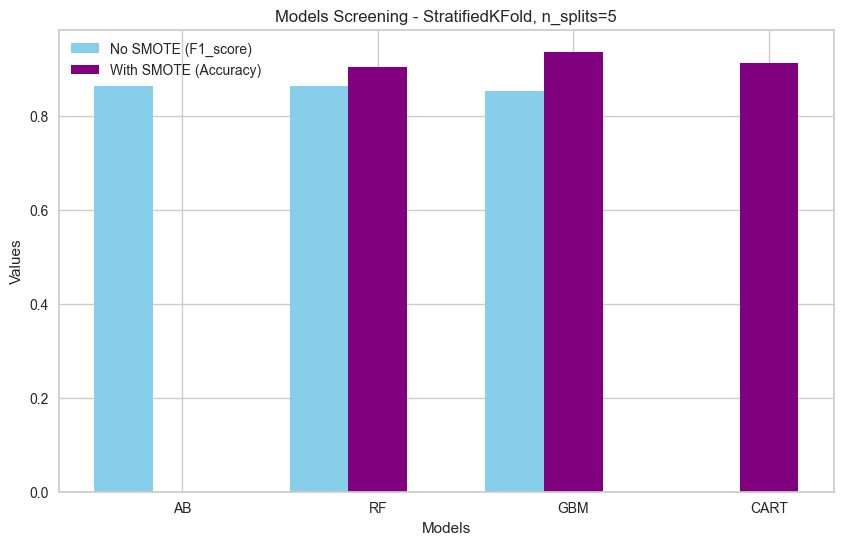 Models Screening - StratifiedKFold, n_splits=5
No SMOTE (F1_score)
With SMOTE (Accuracy)
Values
0.8
0.6
0.4
0.2
0.0
AB RF GBM CART
Models